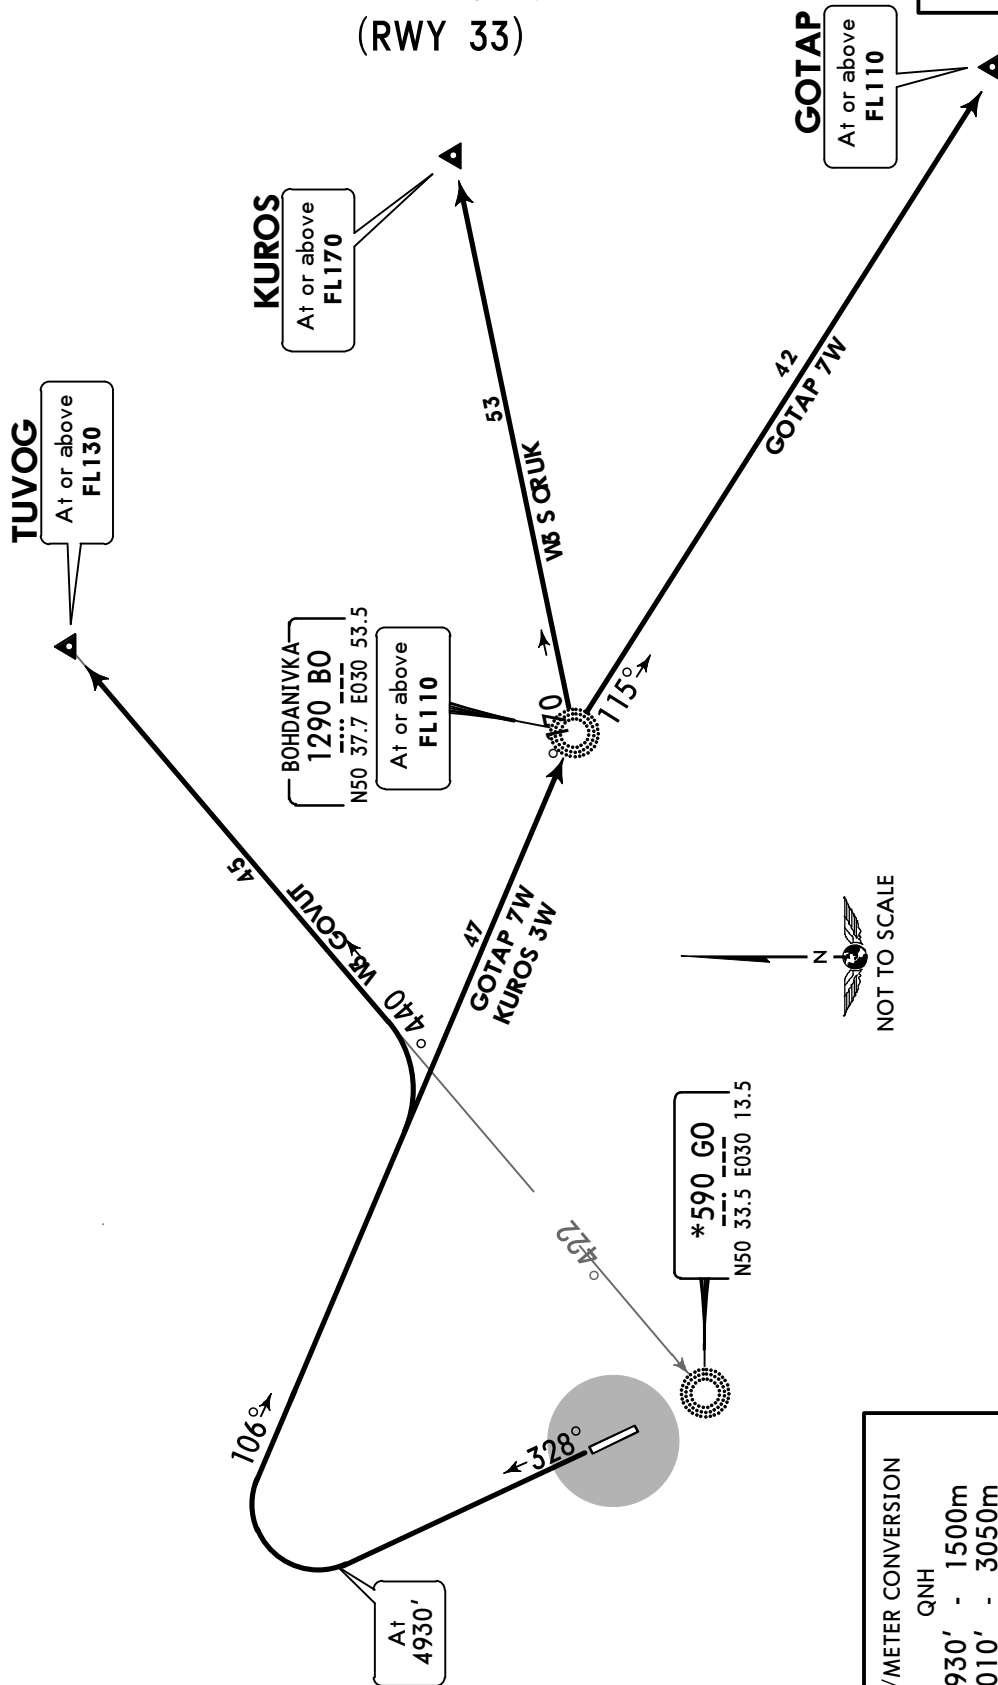 (RWY 33)
GOTAP
At or above
FL110
KUROS
At or above
FL170
TUVOG
At or above
FL130
53
42
GOTAP 7W
BOHDANIVKA
1290 BO
N50 37.7 E030 53.5
At or above
FL110
115°
45
47
GOTAP 7W
KUROS 3W
N
NOT TO SCALE
*590 GO
N50 33.5 E030 13.5
106°
328°
At
4930'
/METER CONVERSION
QNH
930' - 1500m
010' - 3050m